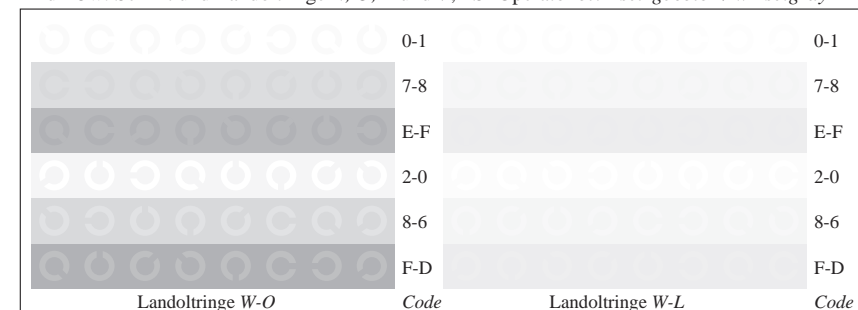 0-1 0-1
7-8 7-8
E-F E-F
2-0 2-0
8-6 8-6
F-D F-D
Landoltringe W-O Code Landoltringe W-L Code